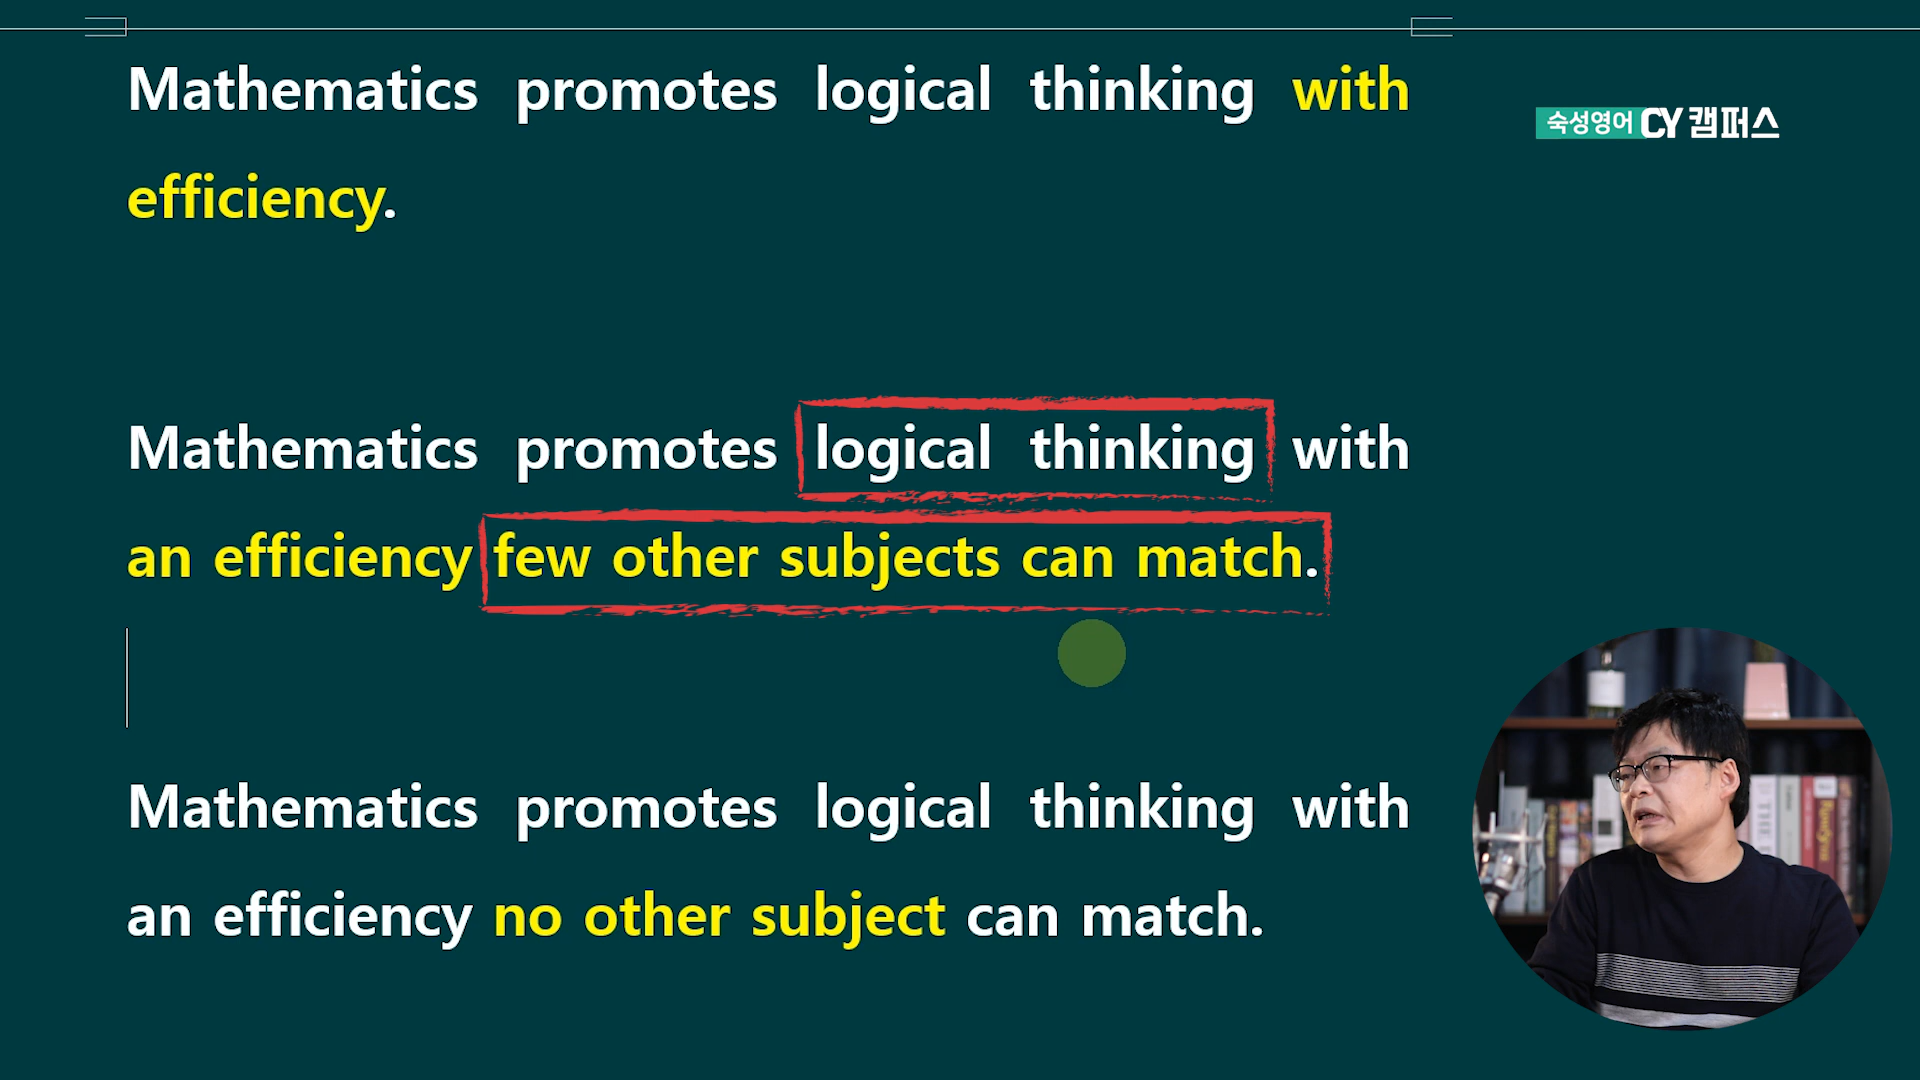 Mathematics promotes logical thinking with
efficiency.
숙성영어 CY 캠퍼스
Mathematics promotes logical thinking with
an efficiency few other subjects can match.
Mathematics promotes logical thinking with
an efficiency no other subject can match.